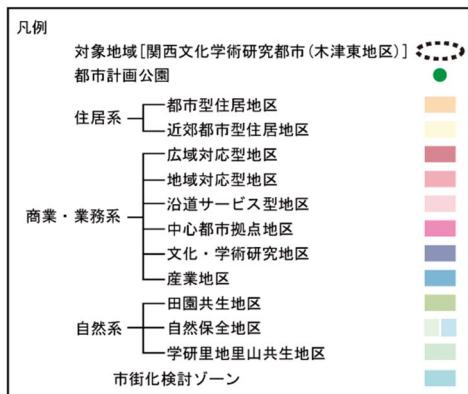 凡例
対象地域[関西文化学術研究都市(木津東地区)]
都市計画公園
住居系
都市型住居地区
近郊都市型住居地区
商業・業務系
広域対応型地区
地域対応型地区
沿道サービス型地区
中心都市拠点地区
文化・学術研究地区
産業地区
自然系
田園共生地区
自然保全地区
学研里地里山共生地区
市街化検討ゾーン